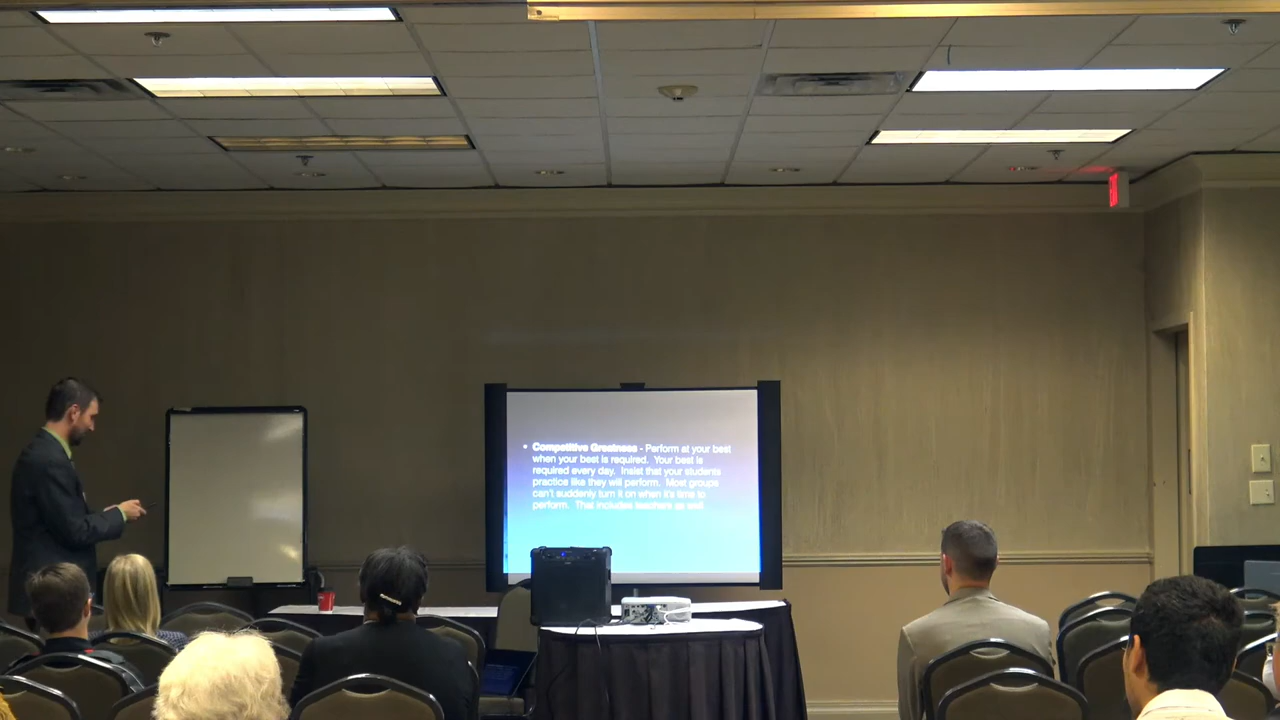 • Competitive Greatness - Perform at your best
when your best is required. Your best is
required every day. Insist that your students
practice like they will perform. Most groups
can't suddenly turn it on when it's time to
perform. That includes teachers as well